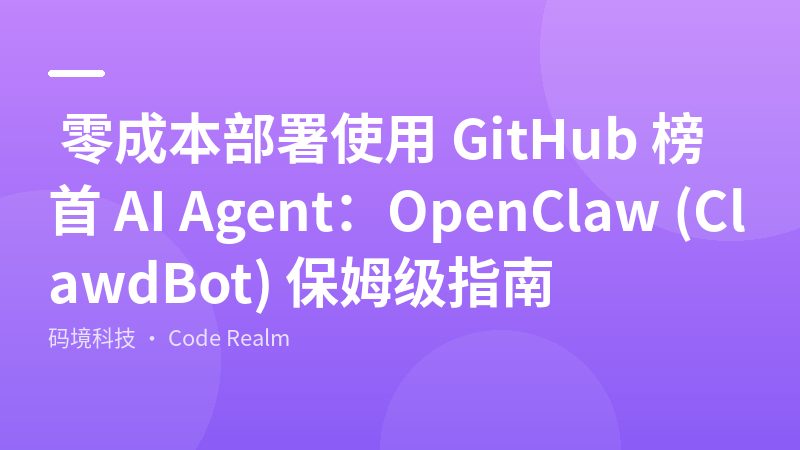 零成本部署使用 GitHub 榜
首 AI Agent：OpenClaw (Cl
awdBot) 保姆级指南
码境科技 · Code Realm